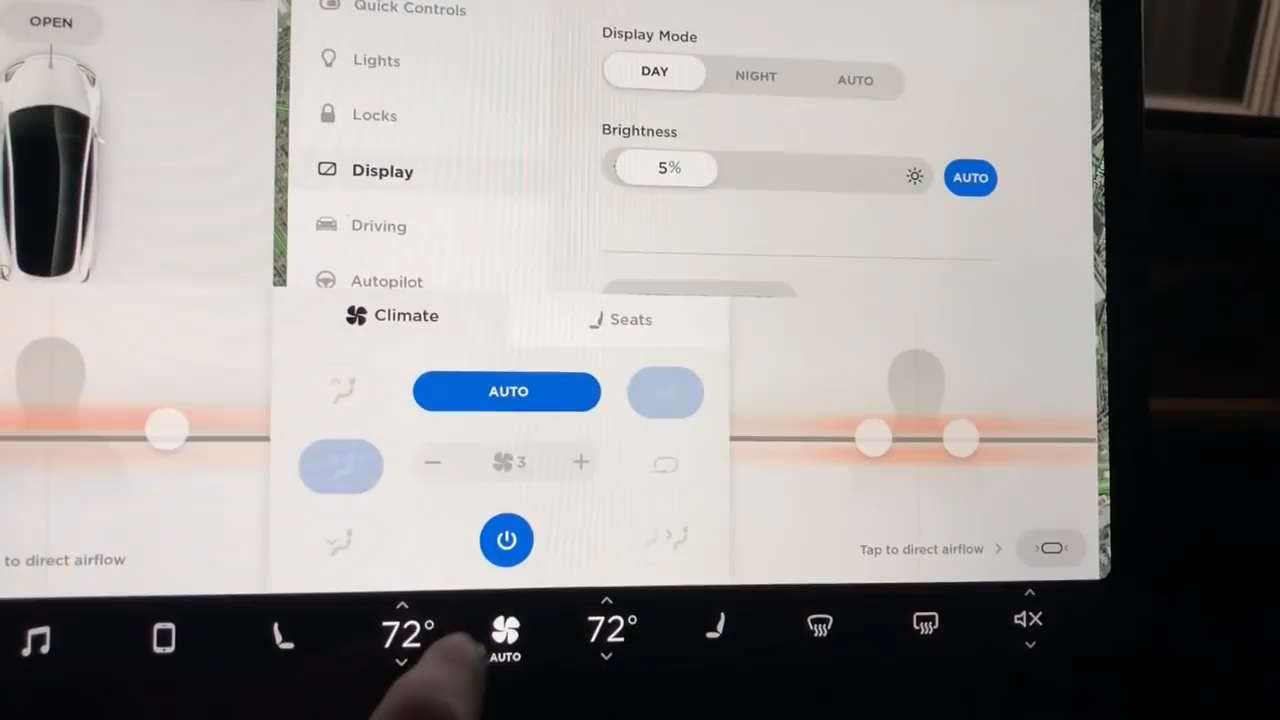 OPEN
Quick Controls
Lights
Locks
Display
Driving
Autopilot
Display Mode
DAY NIGHT AUTO
Brightness
5% AUTO
Climate Seats
AUTO
3
to direct airflow
Tap to direct airflow
72° AUTO 72°